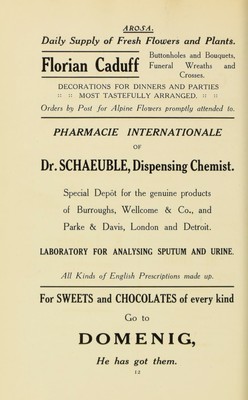 AROSA.
Daily Supply of Fresh Flowers and Plants.
Florian Caduff
Buttonholes and Bouquets,
Funeral Wreaths and
Crosses.
DECORATIONS FOR DINNERS AND PARTIES
:: :: MOST TASTEFULLY ARRANGED. :: ::
Orders by Post for Alpine Flowers promptly attended to.
PHARMACIE INTERNATIONALE
OF
Dr. SCHAEUBLE, Dispensing Chemist.
Special Depôt for the genuine products
of Burroughs, Wellcome & Co., and
Parke & Davis, London and Detroit.
LABORATORY FOR ANALYSING SPUTUM AND URINE.
All Kinds of English Prescriptions made up.
For SWEETS and CHOCOLATES of every kind
Go to
DOMENIG,
He has got them.
12